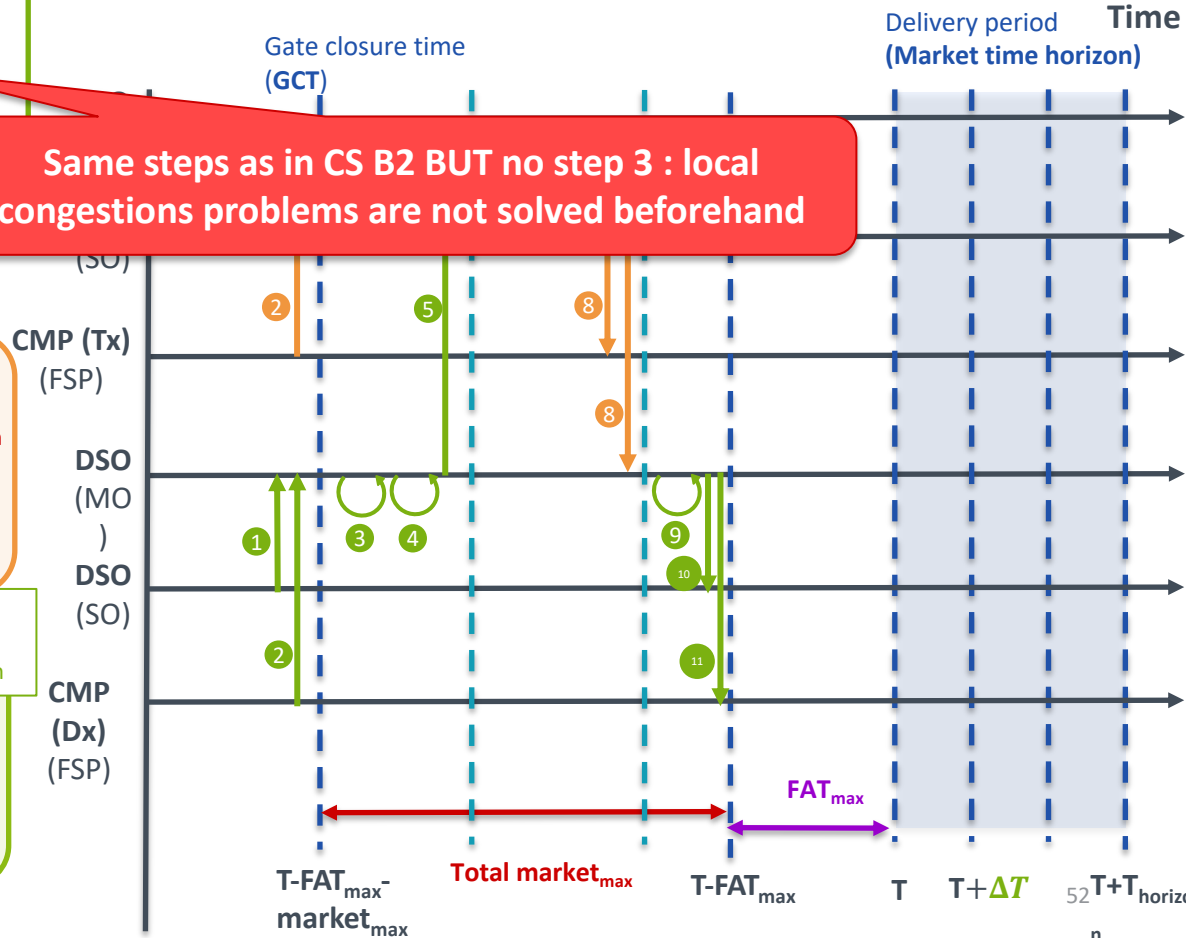 Time
Delivery period
(Market time horizon)
Gate closure time
(GCT)
Same steps as in CS B2 BUT no step 3 : local
congestions problems are not solved beforehand
(SO)
2
5
8
CMP (Tx)
(FSP)
8
DSO
(MO
)
1
3
4
9
10
DSO
(SO)
2
11
CMP
(Dx)
(FSP)
FATmax
Total marketmax
T-FATmax-
marketmax
T-FATmax
T
T+ΔT
52
T+Thorizo
n